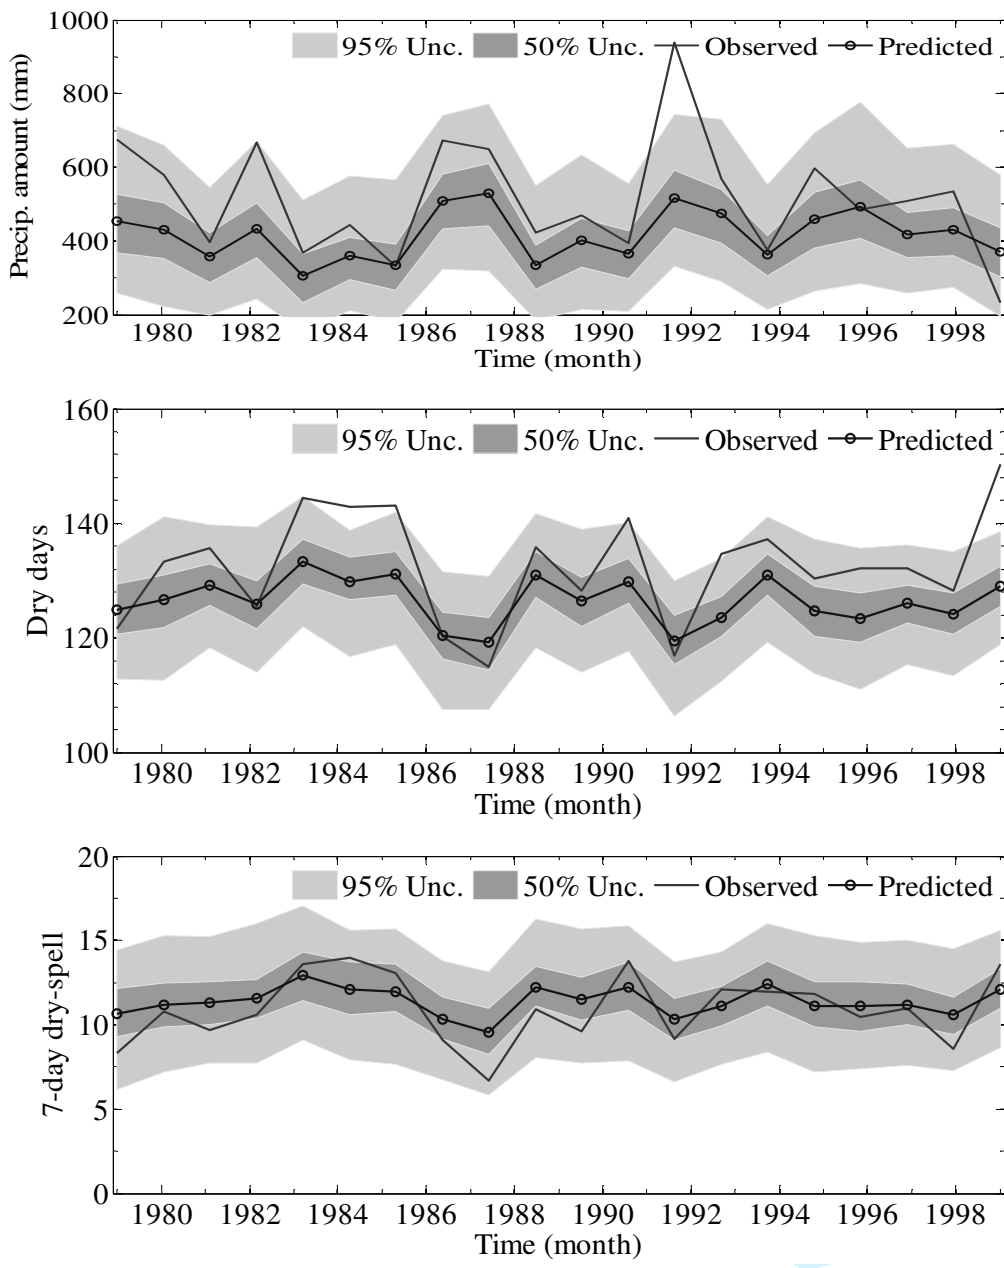 1000
95% Unc. 50% Unc. Observed Predicted
800
600
400
200
Precip. amount (mm)
1980 1982 1984 1986 1988 1990 1992 1994 1996 1998
Time (month)
160
95% Unc. 50% Unc. Observed Predicted
140
120
100
Dry days
1980 1982 1984 1986 1988 1990 1992 1994 1996 1998
Time (month)
20
95% Unc. 50% Unc. Observed Predicted
15
10
5
0
7-day dry-spell
1980 1982 1984 1986 1988 1990 1992 1994 1996 1998
Time (month)